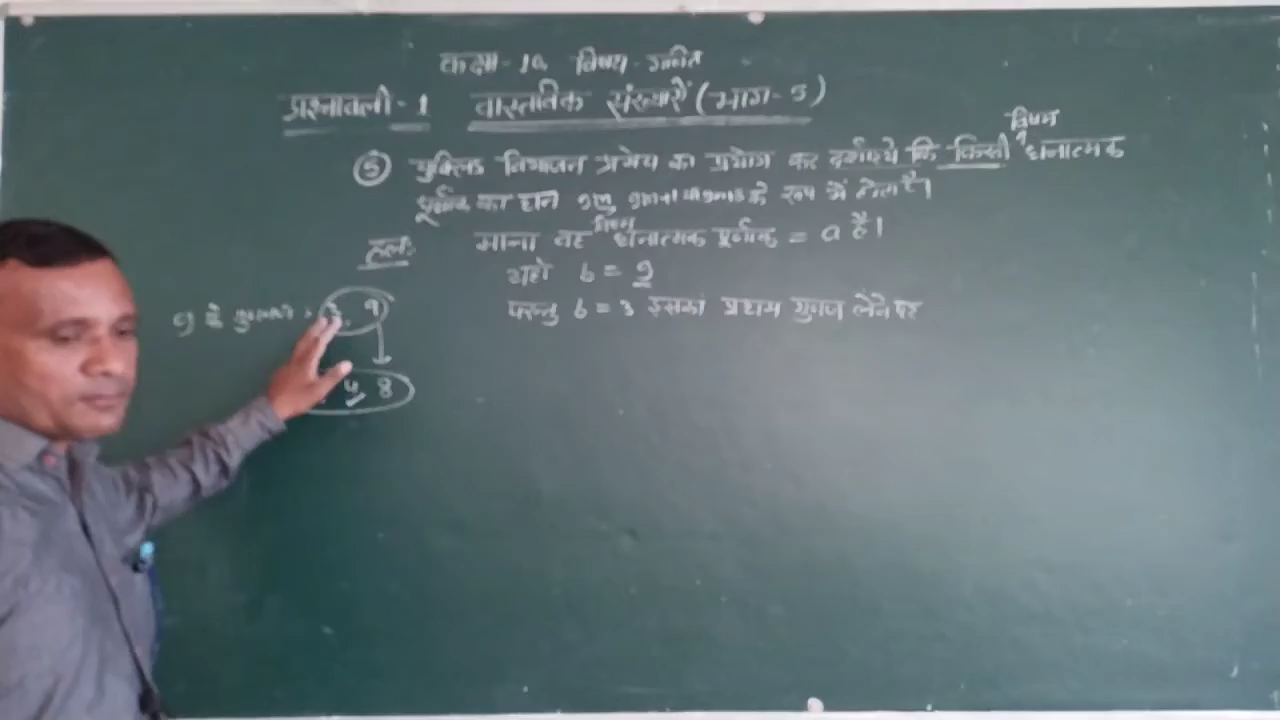 कक्षा - 10 विषय - गणित
प्रश्नावली - 1 वास्तविक संख्याऐं (भाग - 5)
विषम
⑤ युक्लिड विभाजन प्रमेय का प्रयोग कर दर्शाइये कि किसी धनात्मक
पूर्णांक का घन 9m, 9m+1 या 9m+8 के रूप में होता है।
विषम
हलः माना वह धनात्मक पूर्णांक = a है।
यहाँ b = 9
9 के गुणनखंड : 3, 9 परन्तु b = 3 इसका प्रथम गुणज लेने पर
8